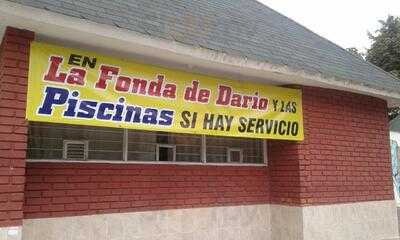 EN
La Fonda de Dario Y LAS
Piscinas SI HAY SERVICIO